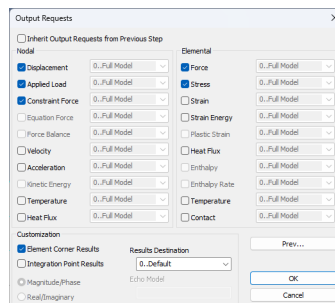 Output Requests
Inherit Output Requests from Previous Step
Nodal
Displacement 0..Full Model
Applied Load 0..Full Model
Constraint Force 0..Full Model
Equation Force 0..Full Model
Force Balance 0..Full Model
Velocity 0..Full Model
Acceleration 0..Full Model
Kinetic Energy 0..Full Model
Temperature 0..Full Model
Heat Flux 0..Full Model
Elemental
Force 0..Full Model
Stress 0..Full Model
Strain 0..Full Model
Strain Energy 0..Full Model
Plastic Strain 0..Full Model
Heat Flux 0..Full Model
Enthalpy 0..Full Model
Enthalpy Rate 0..Full Model
Temperature 0..Full Model
Contact 0..Full Model
Customization
Element Corner Results
Integration Point Results
Magnitude/Phase
Real/Imaginary
Results Destination
0..Default
Echo Model
Prev...
OK
Cancel